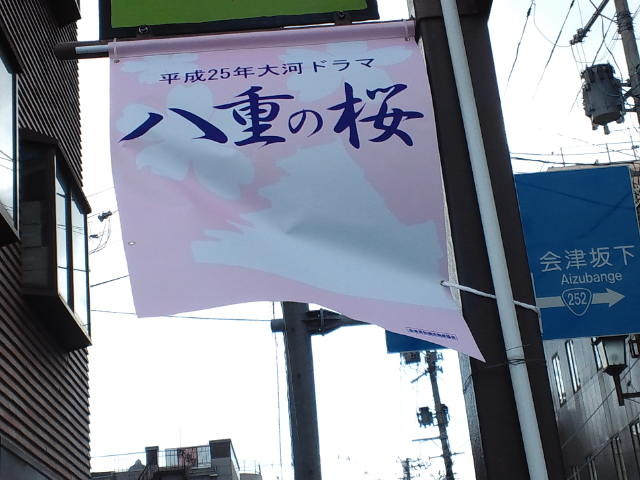 平成25年大河ドラマ
八重の桜
会津坂下
Aizubange
252